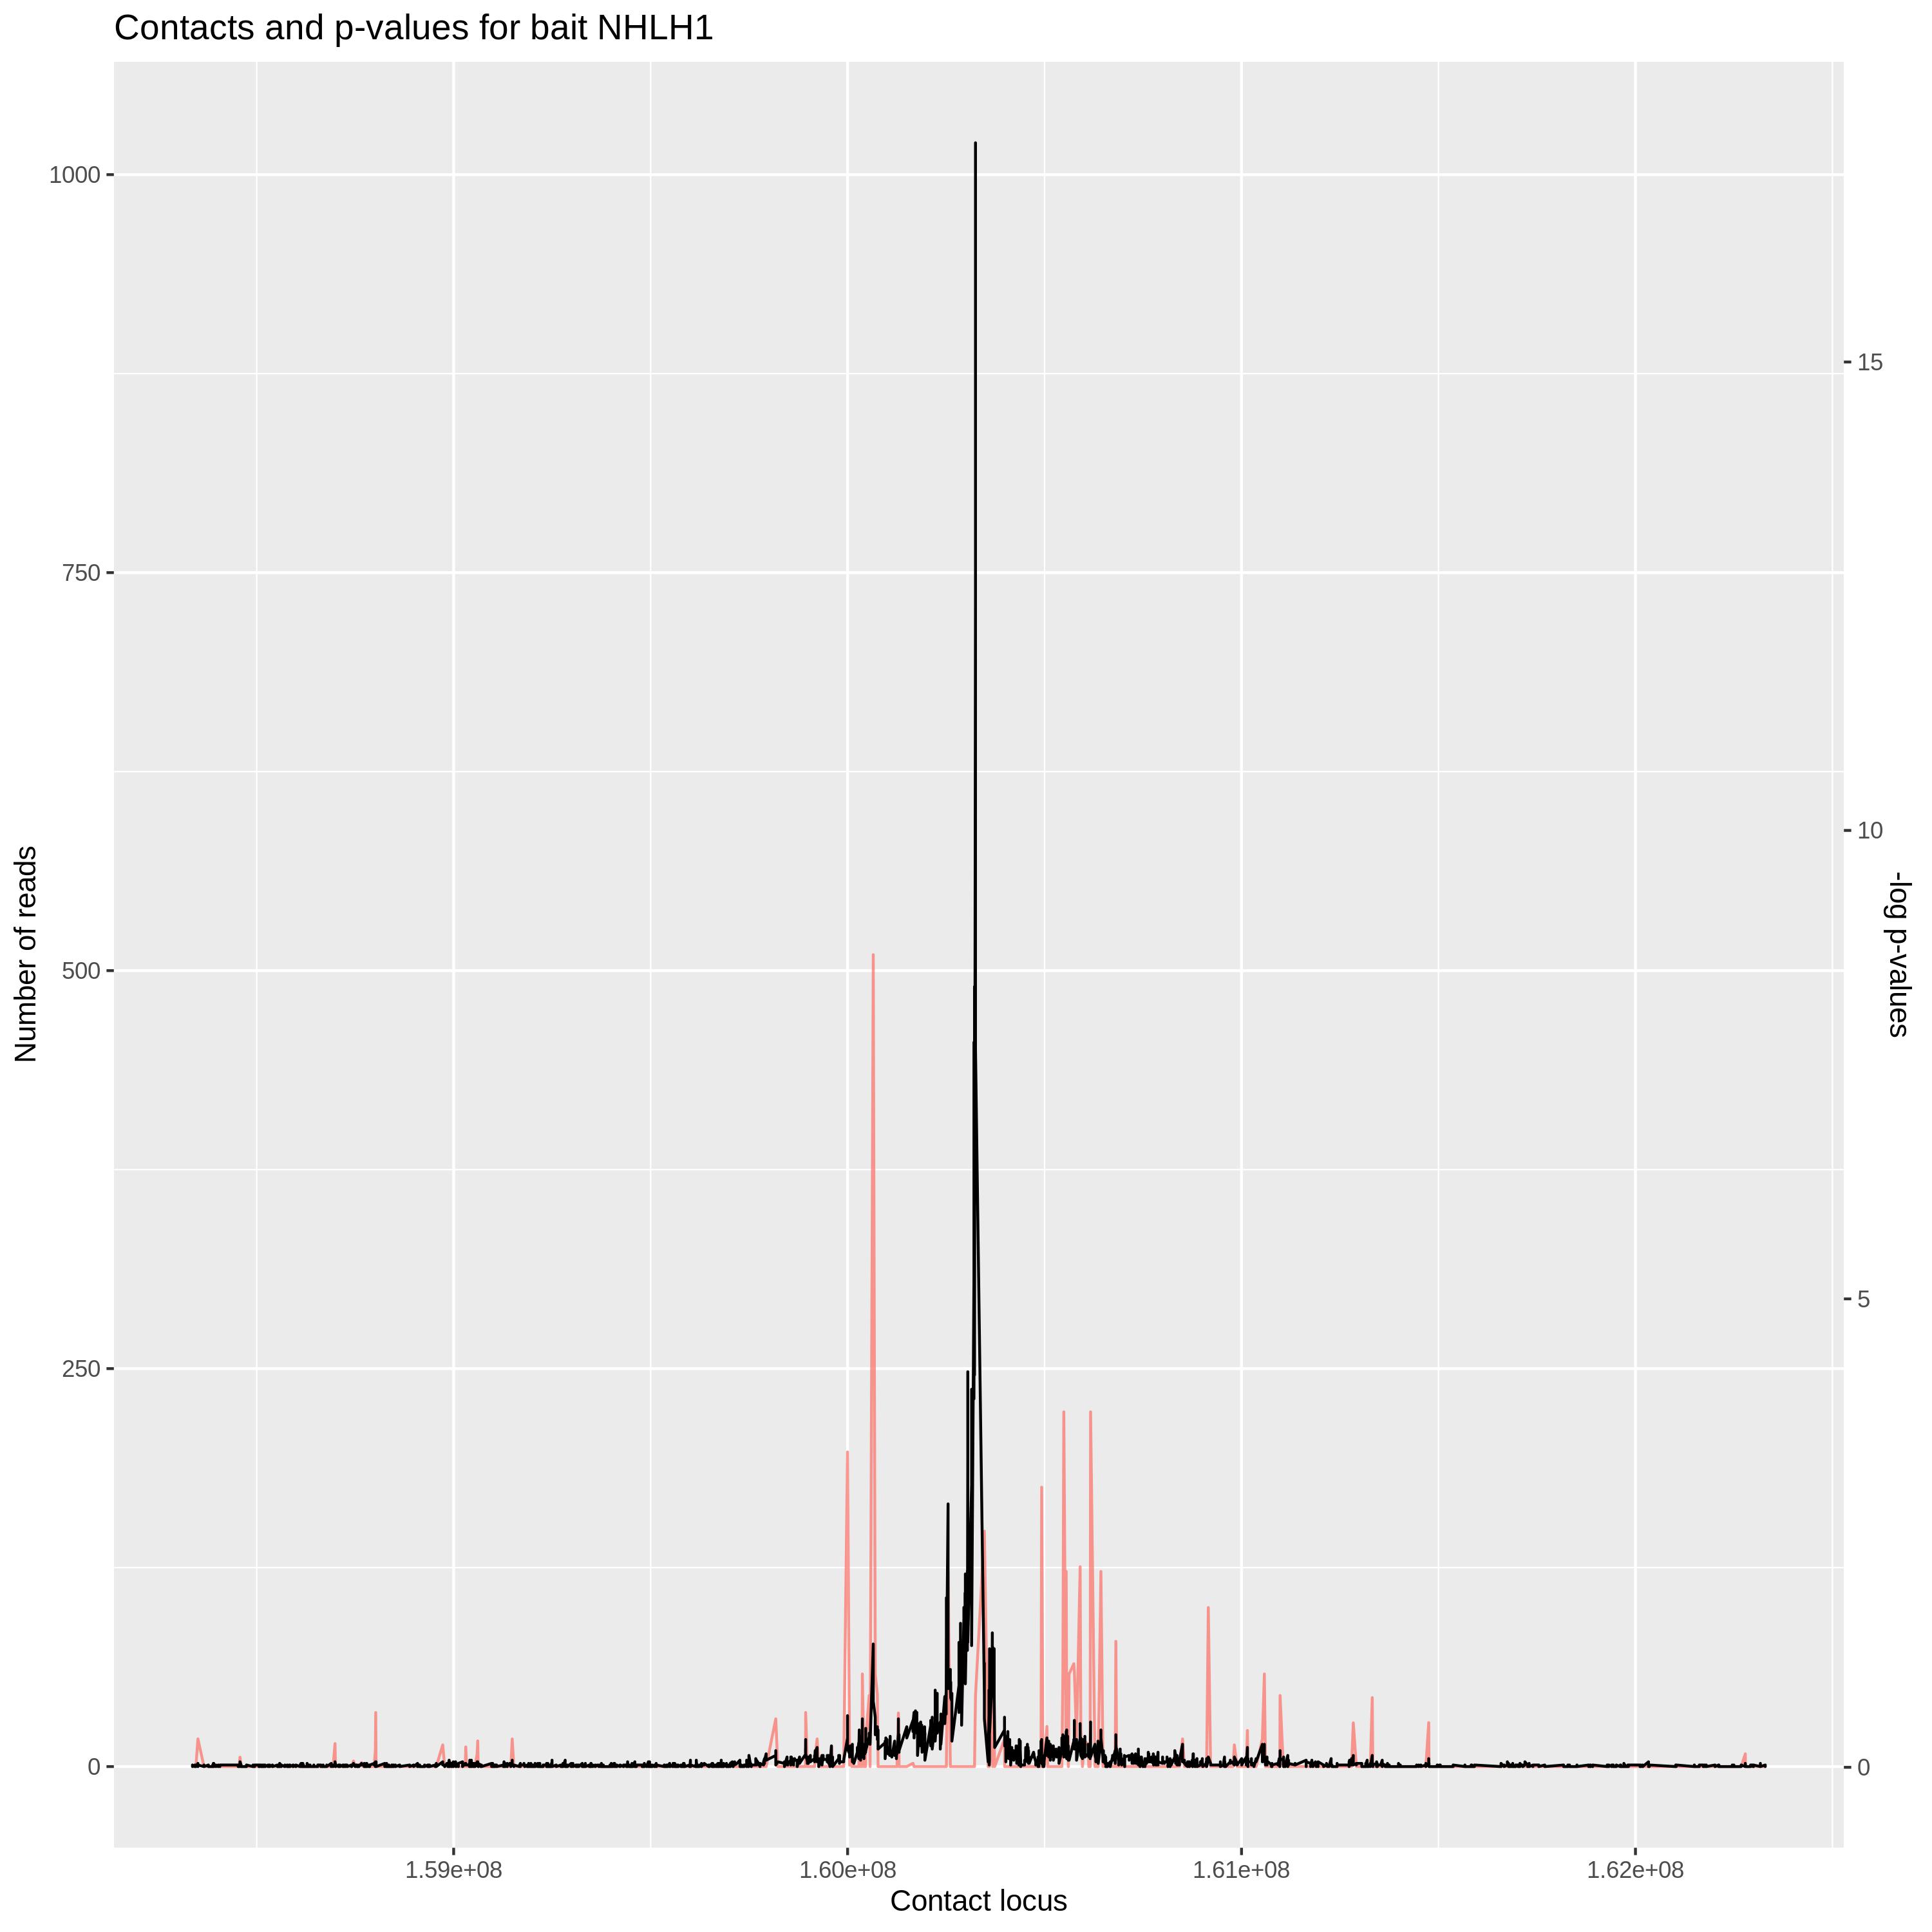 Contacts and p-values for bait NHLH1
1000
750
500
250
0
Number of reads
15
10
5
0
-log p-values
1.59e+08
1.60e+08
1.61e+08
1.62e+08
Contact locus